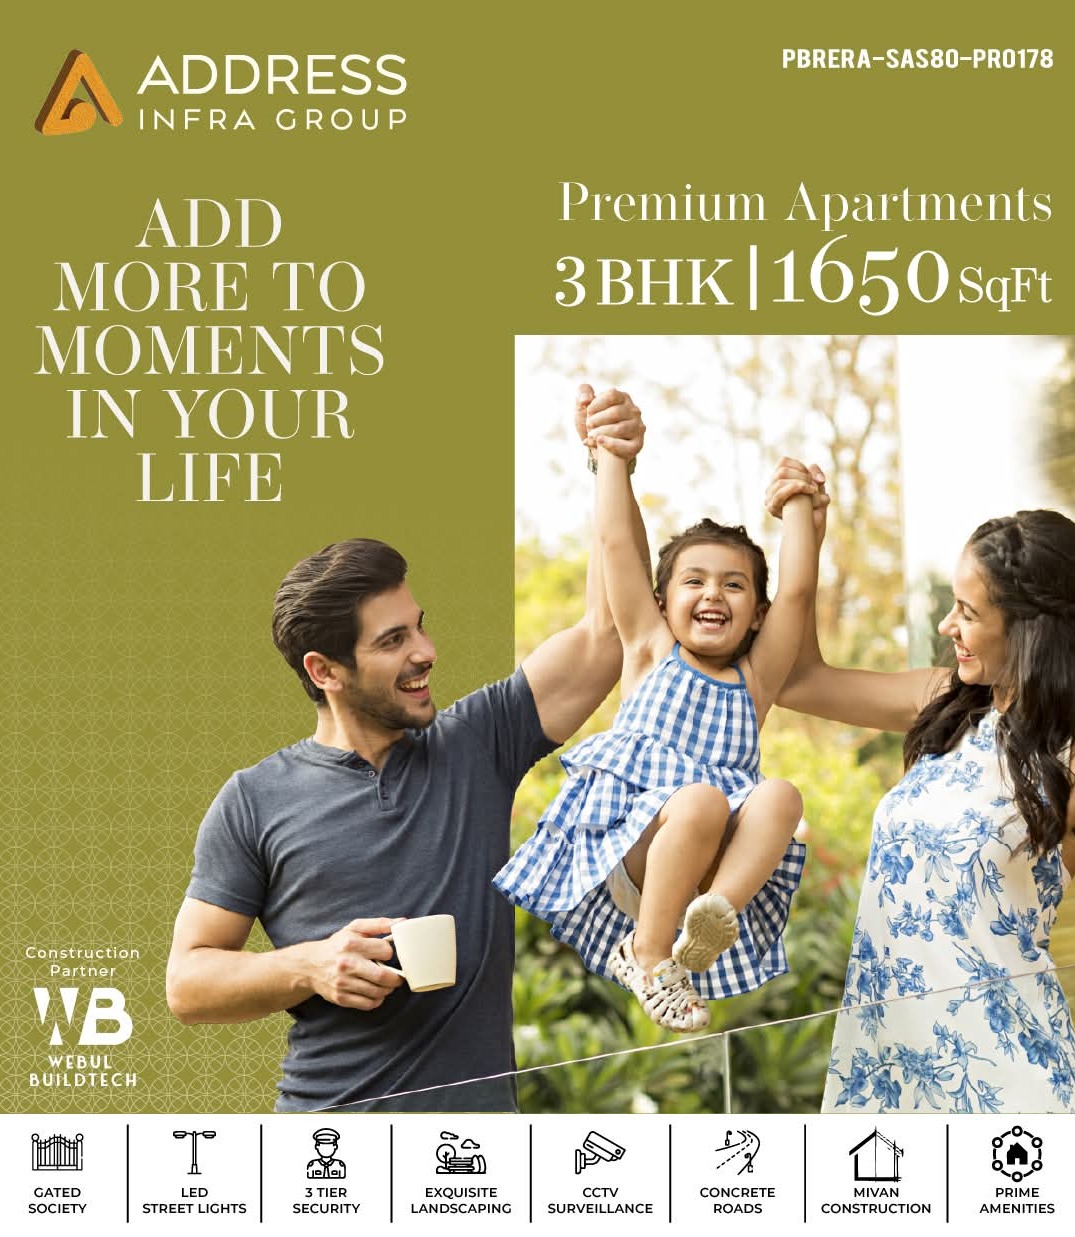 ADDRESS
INFRA GROUP
PBRERA-SAS80-PR0178
ADD
MORE TO
MOMENTS
IN YOUR
LIFE
Premium Apartments
3 BHK | 1650 SqFt
Construction
Partner
WB
WEBUL
BUILDTECH
GATED
SOCIETY
LED
STREET LIGHTS
3 TIER
SECURITY
EXQUISITE
LANDSCAPING
CCTV
SURVEILLANCE
CONCRETE
ROADS
MIVAN
CONSTRUCTION
PRIME
AMENITIES